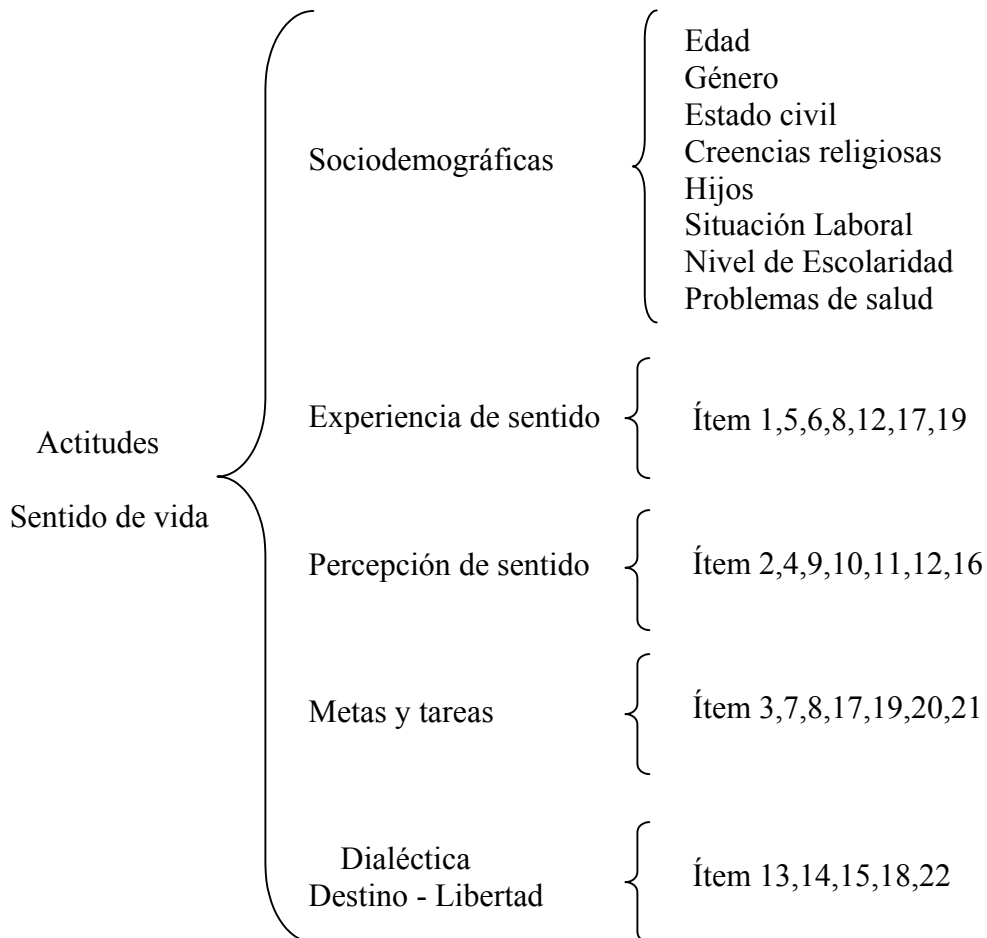 Actitudes
Sentido de vida
Sociodemográficas
Edad
Género
Estado civil
Creencias religiosas
Hijos
Situación Laboral
Nivel de Escolaridad
Problemas de salud
Experiencia de sentido
Ítem 1,5,6,8,12,17,19
Percepción de sentido
Ítem 2,4,9,10,11,12,16
Metas y tareas
Ítem 3,7,8,17,19,20,21
Dialéctica
Destino - Libertad
Ítem 13,14,15,18,22